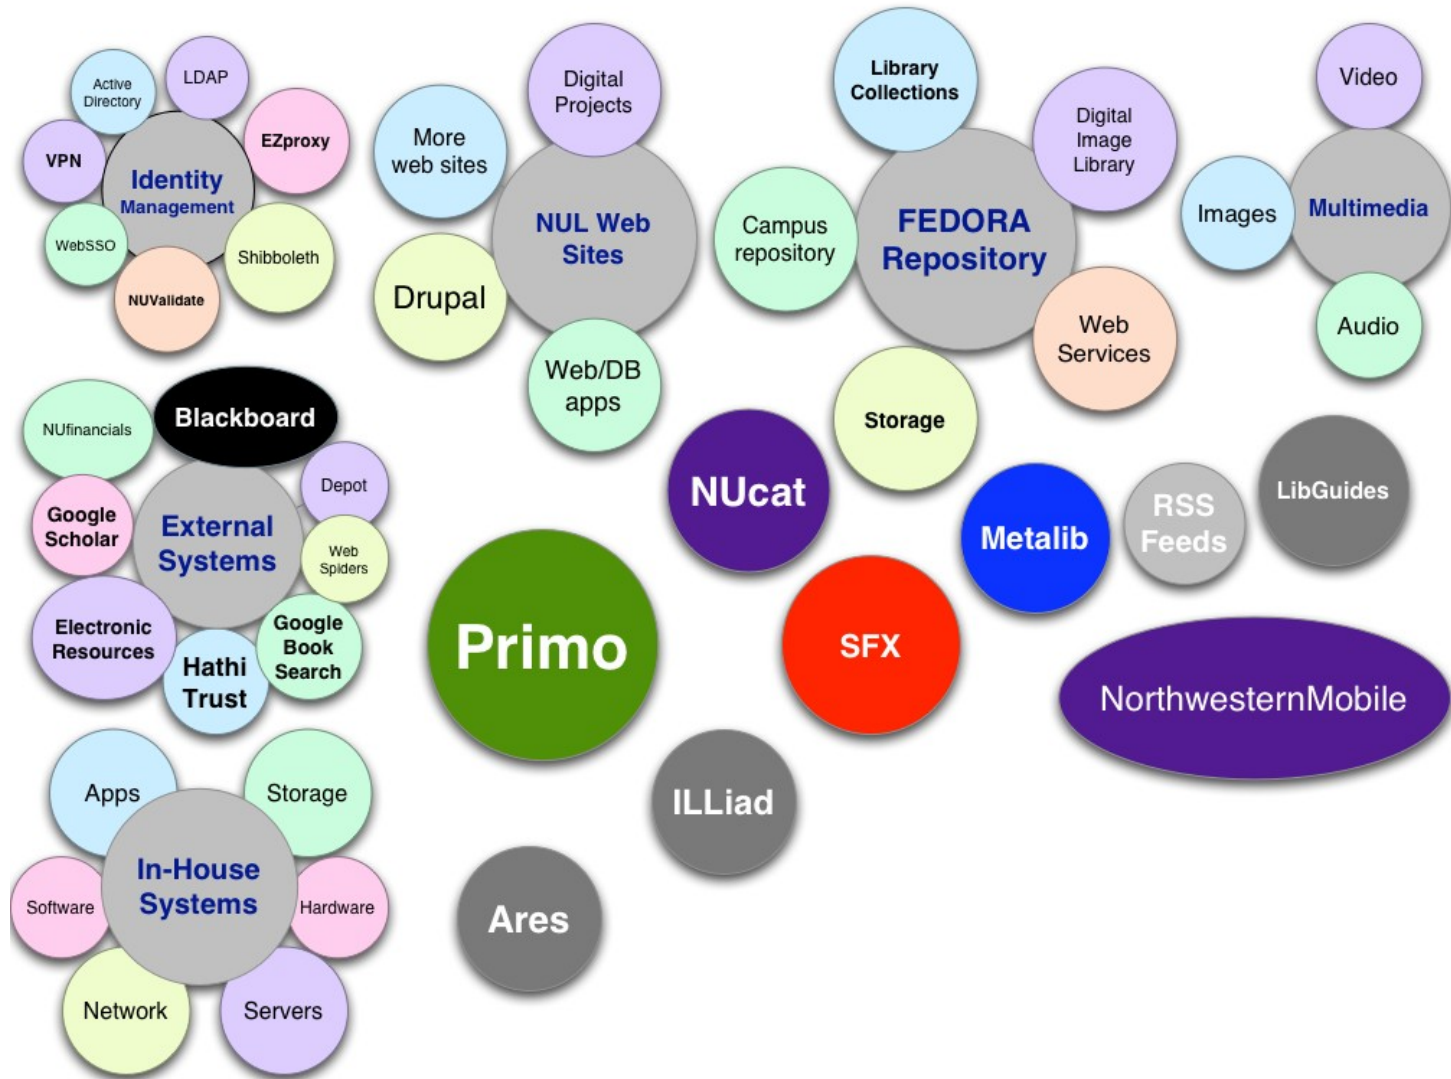 Active
Directory
LDAP
EZproxy
VPN
Identity
Management
WebSSO
Shibboleth
NUValidate
Digital
Projects
More
web sites
NUL Web
Sites
Drupal
Web/DB
apps
Library
Collections
Digital
Image
Library
Campus
repository
FEDORA
Repository
Web
Services
Storage
Video
Images
Multimedia
Audio
Blackboard
NUfinancials
Depot
Google
Scholar
External
Systems
Web
Spiders
Electronic
Resources
Hathi
Trust
Google
Book
Search
NUcat
Metalib
RSS
Feeds
LibGuides
Primo
SFX
NorthwesternMobile
ILLiad
Ares
Apps
Storage
In-House
Systems
Software
Hardware
Network
Servers